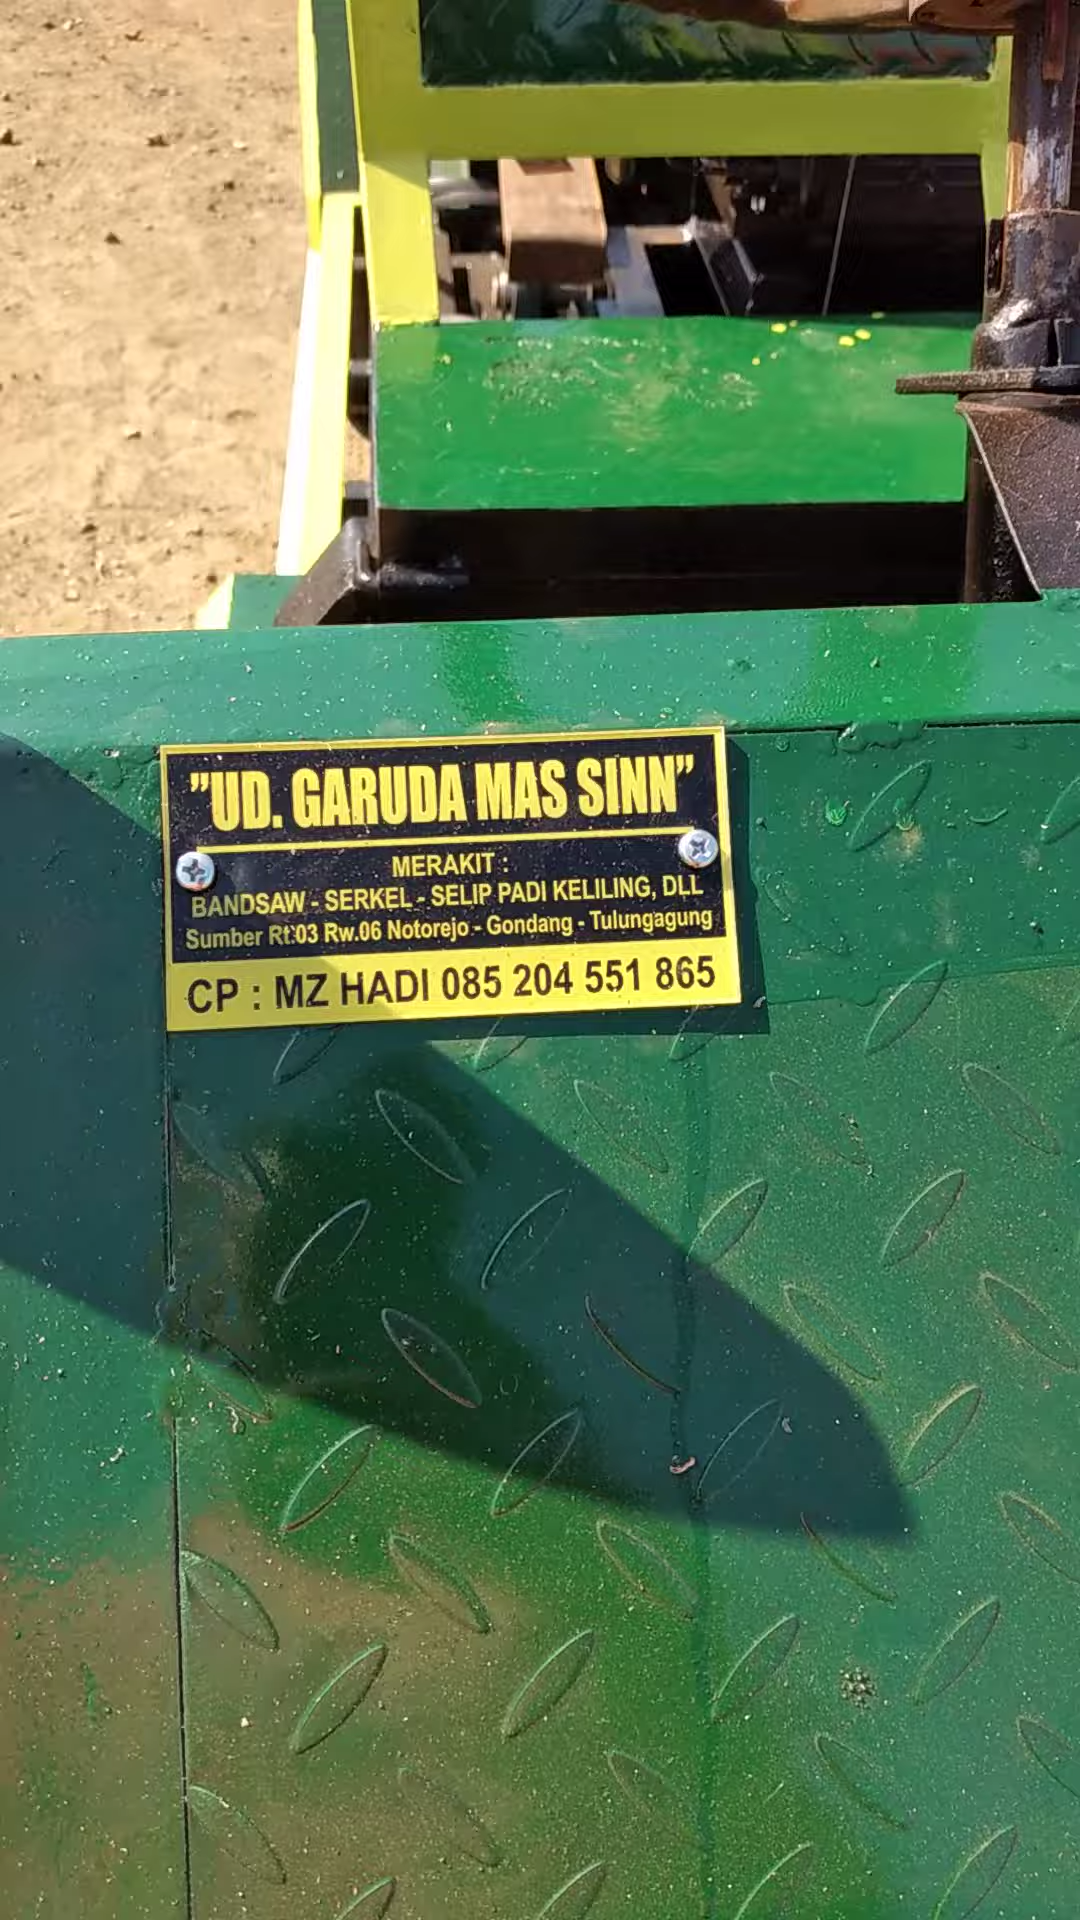 "UD. GARUDA MAS SINN"
MERAKIT :
BANDSAW - SERKEL - SELIP PADI KELILING, DLL
Sumber Rt.03 Rw.06 Notorejo - Gondang - Tulungagung
CP : MZ HADI 085 204 551 865